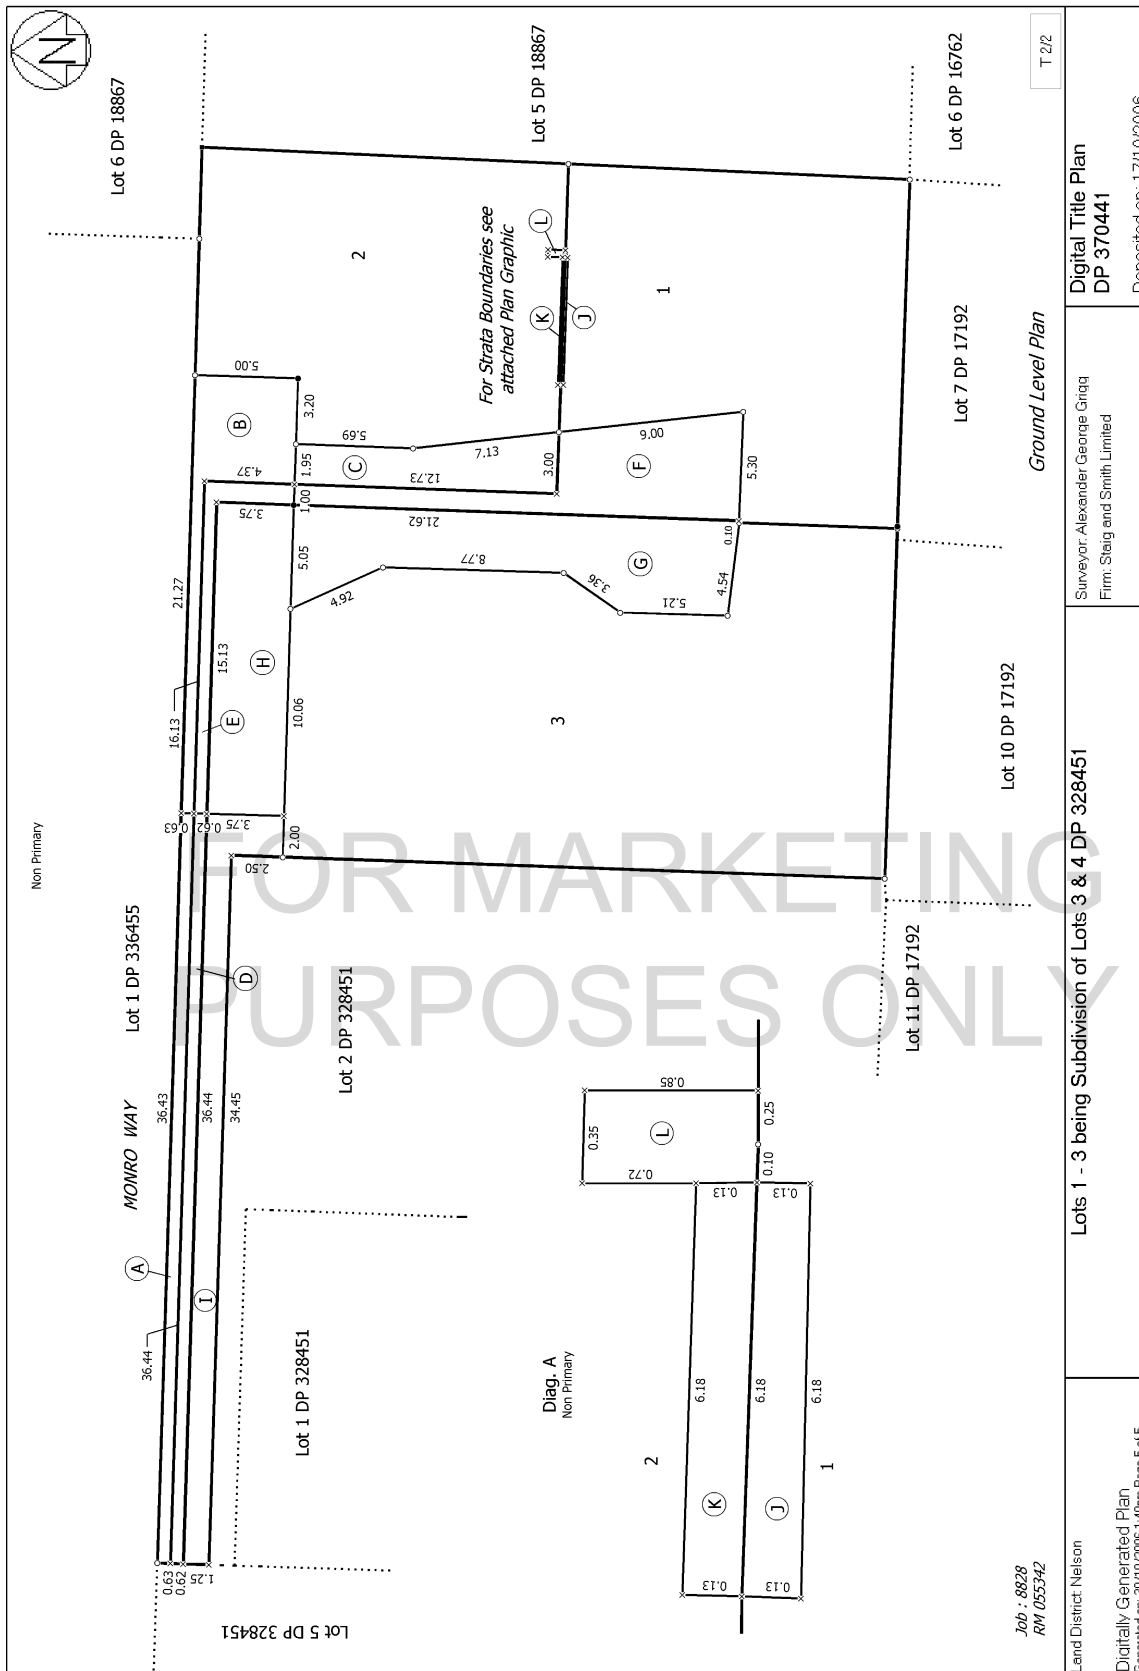 N
Non Primary
MONRO WAY
Lot 1 DP 336455
Lot 6 DP 18867
36.44
A
36.43
16.13
21.27
0.63
0.62
1.25
I
36.44
34.45
D
0.63
0.62
3.75
E
15.13
3.75
4.37
B
5.00
H
2.50
2.00
10.06
5.05
1.00
1.95
3.20
2
Lot 5 DP 328451
Lot 1 DP 328451
Lot 2 DP 328451
4.92
8.77
3.36
5.21
4.54
0.10
G
21.62
12.73
C
5.69
7.13
3.00
F
9.00
5.30
3
For Strata Boundaries see
attached Plan Graphic
L
K
J
1
Lot 5 DP 18867
Diag. A
Non Primary
2
K
0.13
0.13
6.18
6.18
6.18
J
1
0.13
0.13
0.72
0.35
L
0.85
0.10
0.25
Lot 11 DP 17192
Lot 10 DP 17192
Lot 7 DP 17192
Lot 6 DP 16762
Job : 8828
RM 055342
Ground Level Plan
T 2/2
FOR MARKETING
PURPOSES ONLY
Land District: Nelson
Digitally Generated Plan
Lots 1 - 3 being Subdivision of Lots 3 & 4 DP 328451
Surveyor: Alexander George Grigg
Firm: Staig and Smith Limited
Digital Title Plan
DP 370441
Deposited on: 17/10/2006